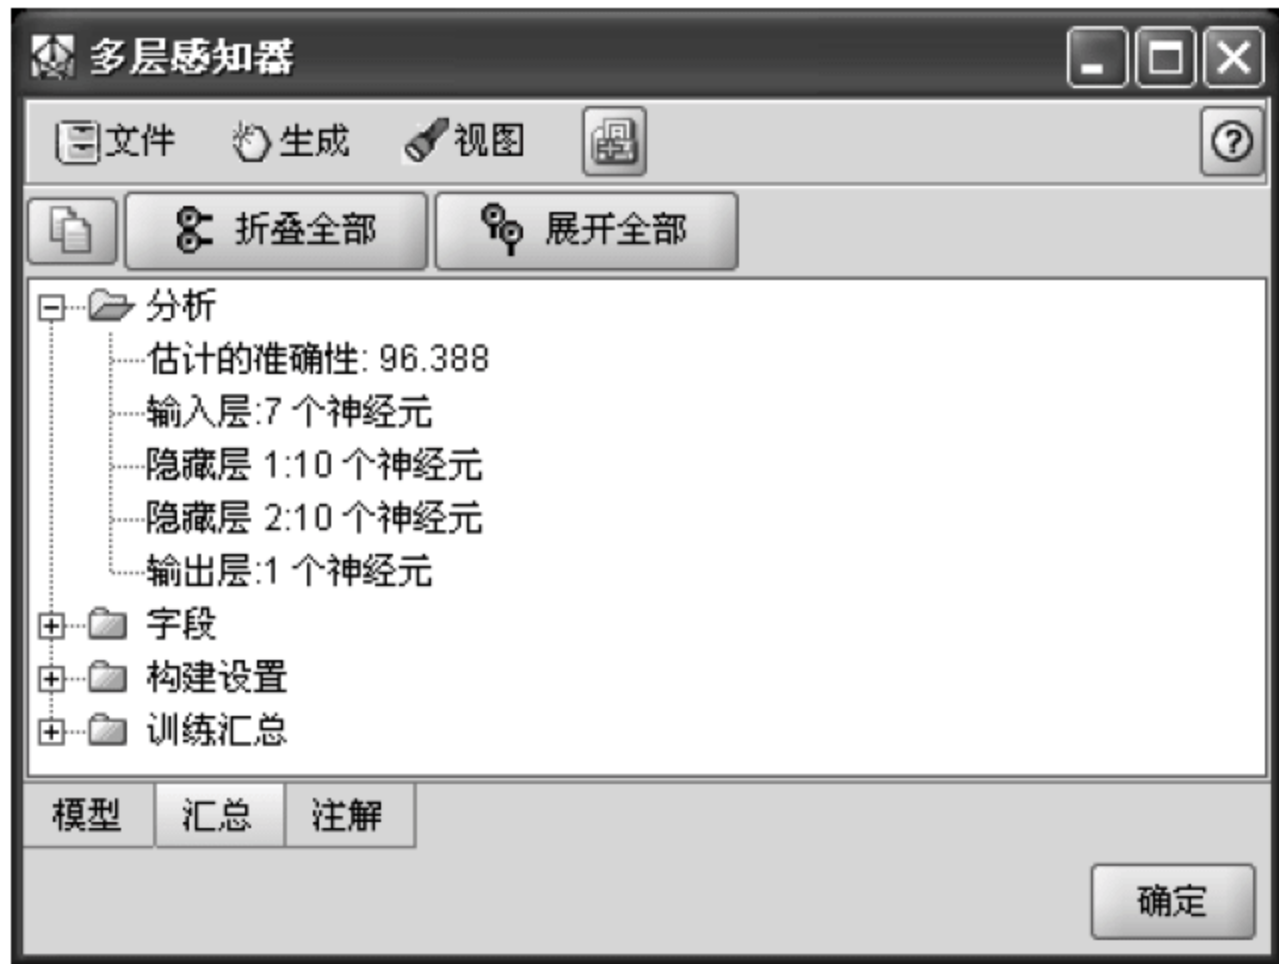 多层感知器
文件 生成 视图
折叠全部 展开全部
分析
估计的准确性: 96.388
输入层:7 个神经元
隐藏层 1:10 个神经元
隐藏层 2:10 个神经元
输出层:1 个神经元
字段
构建设置
训练汇总
模型 汇总 注解
确定